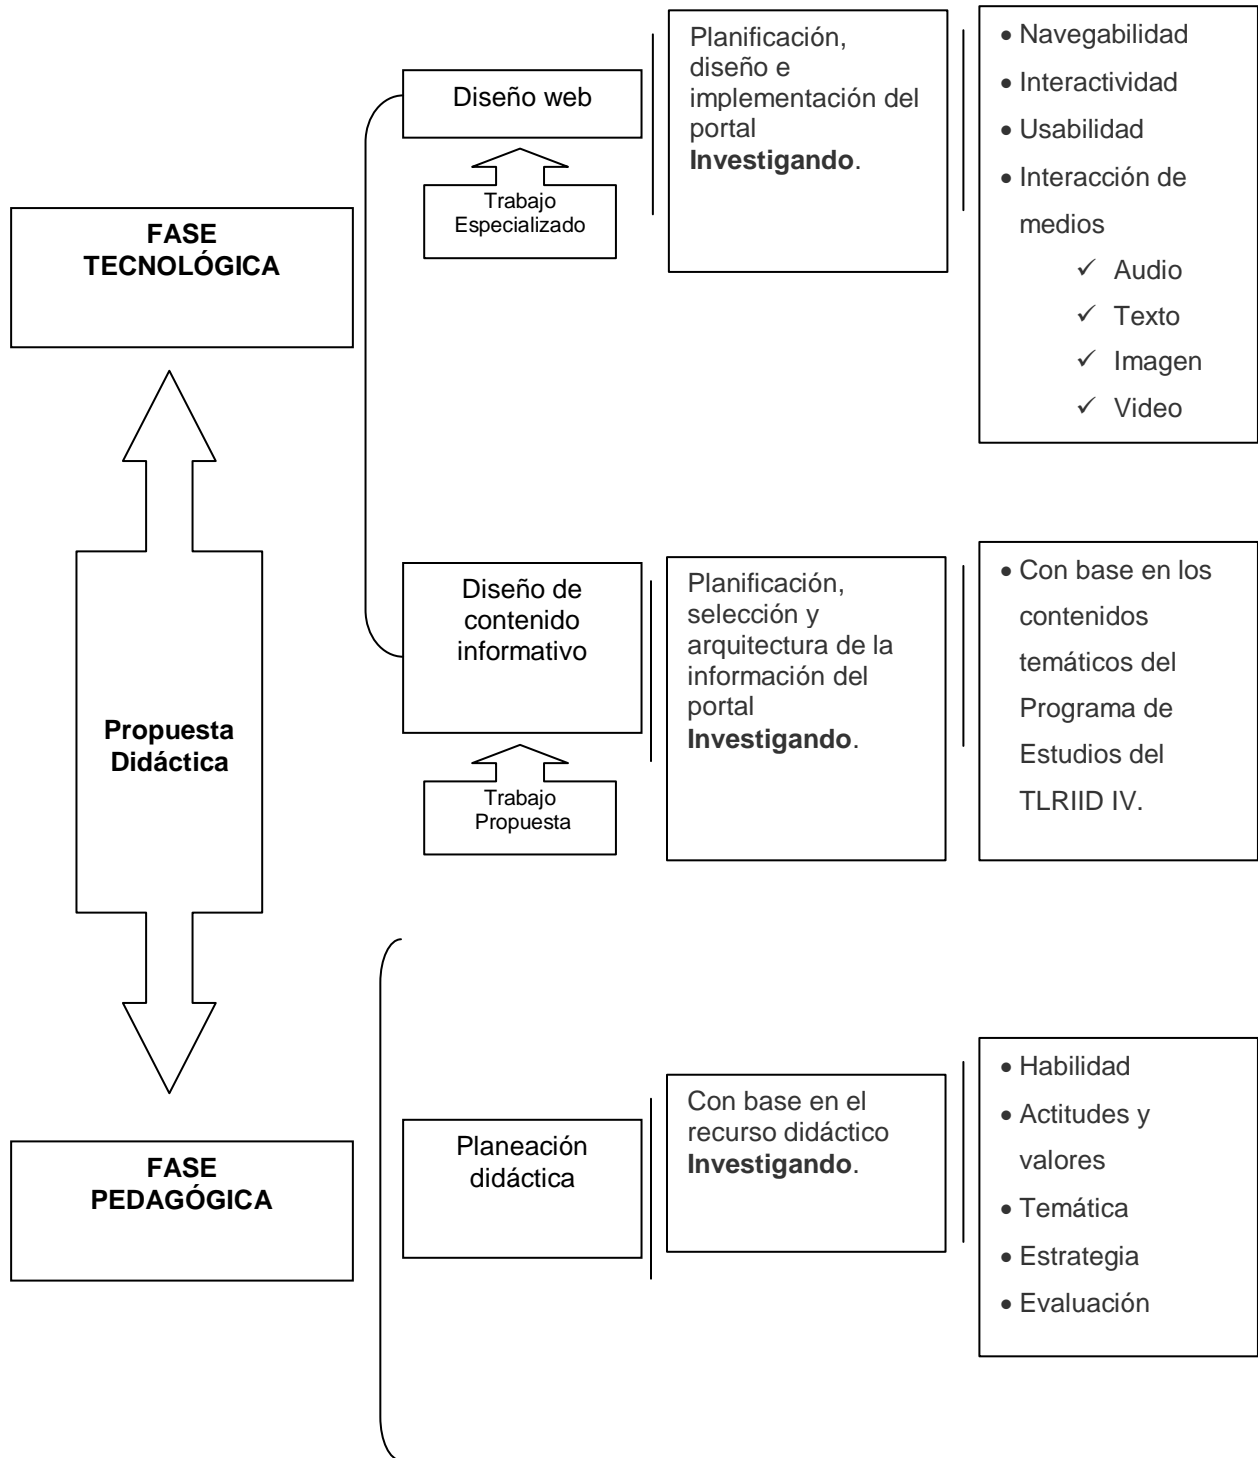 FASE
TECNOLÓGICA
Diseño web
Trabajo
Especializado
Planificación,
diseño e
implementación del
portal
Investigando.
• Navegabilidad
• Interactividad
• Usabilidad
• Interacción de
medios
✓ Audio
✓ Texto
✓ Imagen
✓ Video
Propuesta
Didáctica
Diseño de
contenido
informativo
Trabajo
Propuesta
Planificación,
selección y
arquitectura de la
información del
portal
Investigando.
• Con base en los
contenidos
temáticos del
Programa de
Estudios del
TLRIID IV.
FASE
PEDAGÓGICA
Planeación
didáctica
Con base en el
recurso didáctico
Investigando.
• Habilidad
• Actitudes y
valores
• Temática
• Estrategia
• Evaluación